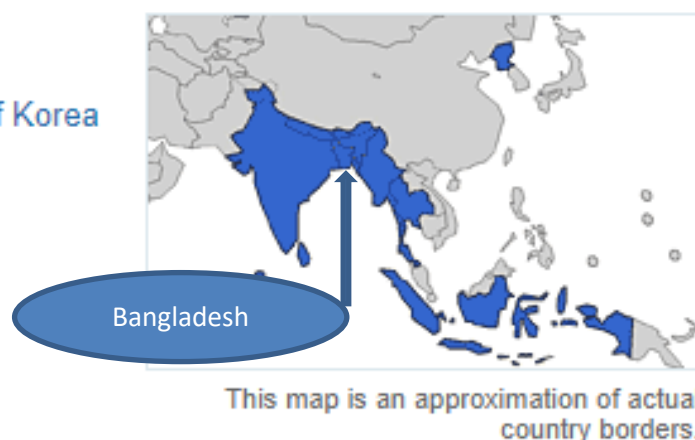 f Korea
Bangladesh
This map is an approximation of actua
country borders